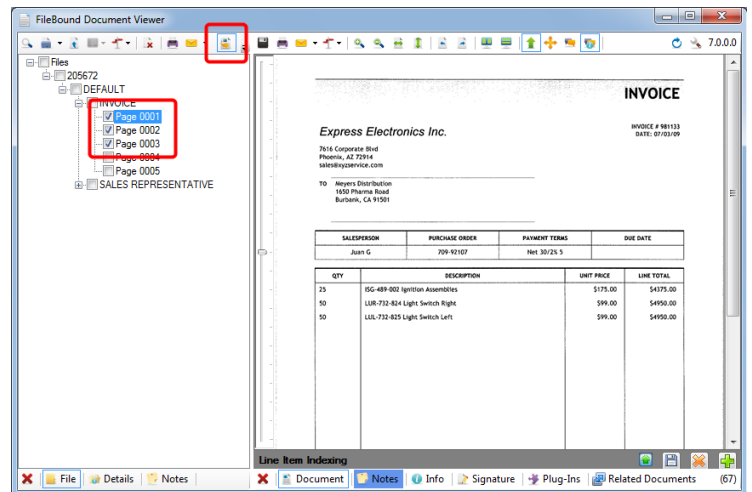 FileBound Document Viewer
7.0.0.0
Files
205672
DEFAULT
INVOICE
Page 0001
Page 0002
Page 0003
Page 0004
Page 0005
SALES REPRESENTATIVE
INVOICE
Express Electronics Inc.
INVOICE # 981133
DATE: 07/03/09
7616 Corporate Blvd
Phoenix, AZ 72914
sales@xyzservice.com
TO Meyers Distribution
1650 Pharma Road
Burbank, CA 91501
SALESPERSON PURCHASE ORDER PAYMENT TERMS DUE DATE
Juan G 709-92107 Net 30/2% 5
QTY DESCRIPTION UNIT PRICE LINE TOTAL
25 ISG-489-002 Ignition Assemblies $175.00 $4375.00
50 LUR-732-824 Light Switch Right $99.00 $4950.00
50 LUL-732-825 Light Switch Left $99.00 $4950.00
Line Item Indexing
File Details Notes Document Notes Info Signature Plug-Ins Related Documents (67)